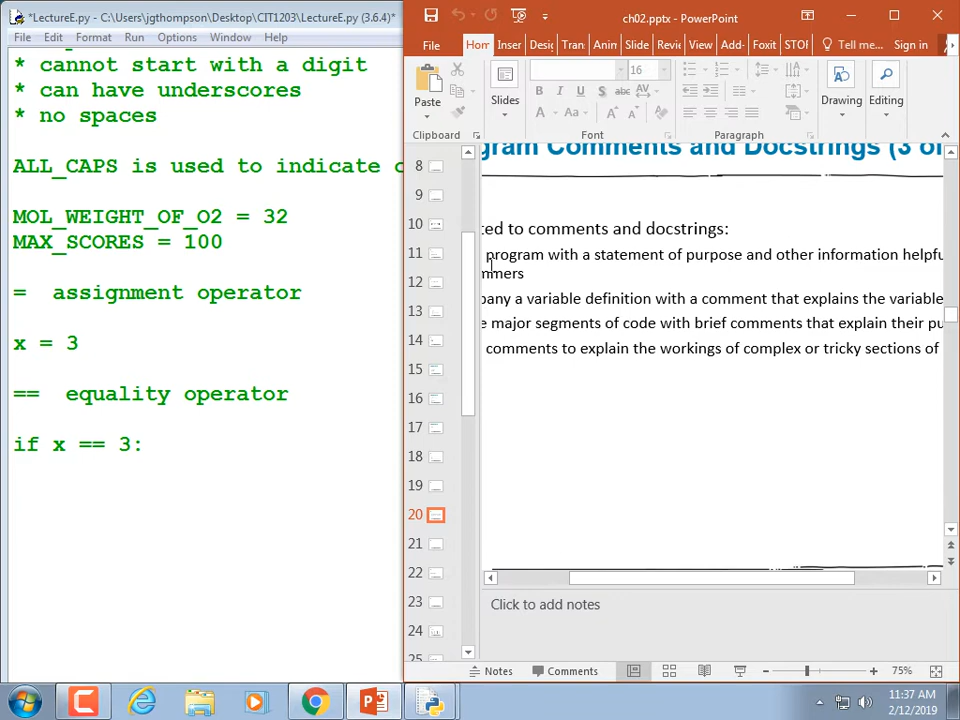 *LectureE.py - C:\Users\jgthompson\Desktop\CIT1203\LectureE.py (3.6.4)*
File Edit Format Run Options Window Help
* cannot start with a digit
* can have underscores
* no spaces
ALL_CAPS is used to indicate
MOL_WEIGHT_OF_O2 = 32
MAX_SCORES = 100
= assignment operator
x = 3
== equality operator
if x == 3:
ch02.pptx - PowerPoint
File Hom Inser Desig Tran Anim Slide Revie View Add- Foxit STOF Tell me... Sign in
Paste
Slides
16
B I U S abc AV
A Aa A A
Drawing
Editing
Clipboard Font Paragraph
8
9
10
11
12
13
14
15
16
17
18
19
20
21
22
23
24
25
gram Comments and Docstrings (3 of
ted to comments and docstrings:
program with a statement of purpose and other information helpfu
mmers
pany a variable definition with a comment that explains the variable
e major segments of code with brief comments that explain their pu
comments to explain the workings of complex or tricky sections of
Click to add notes
Notes Comments 75%
11:37 AM
2/12/2019